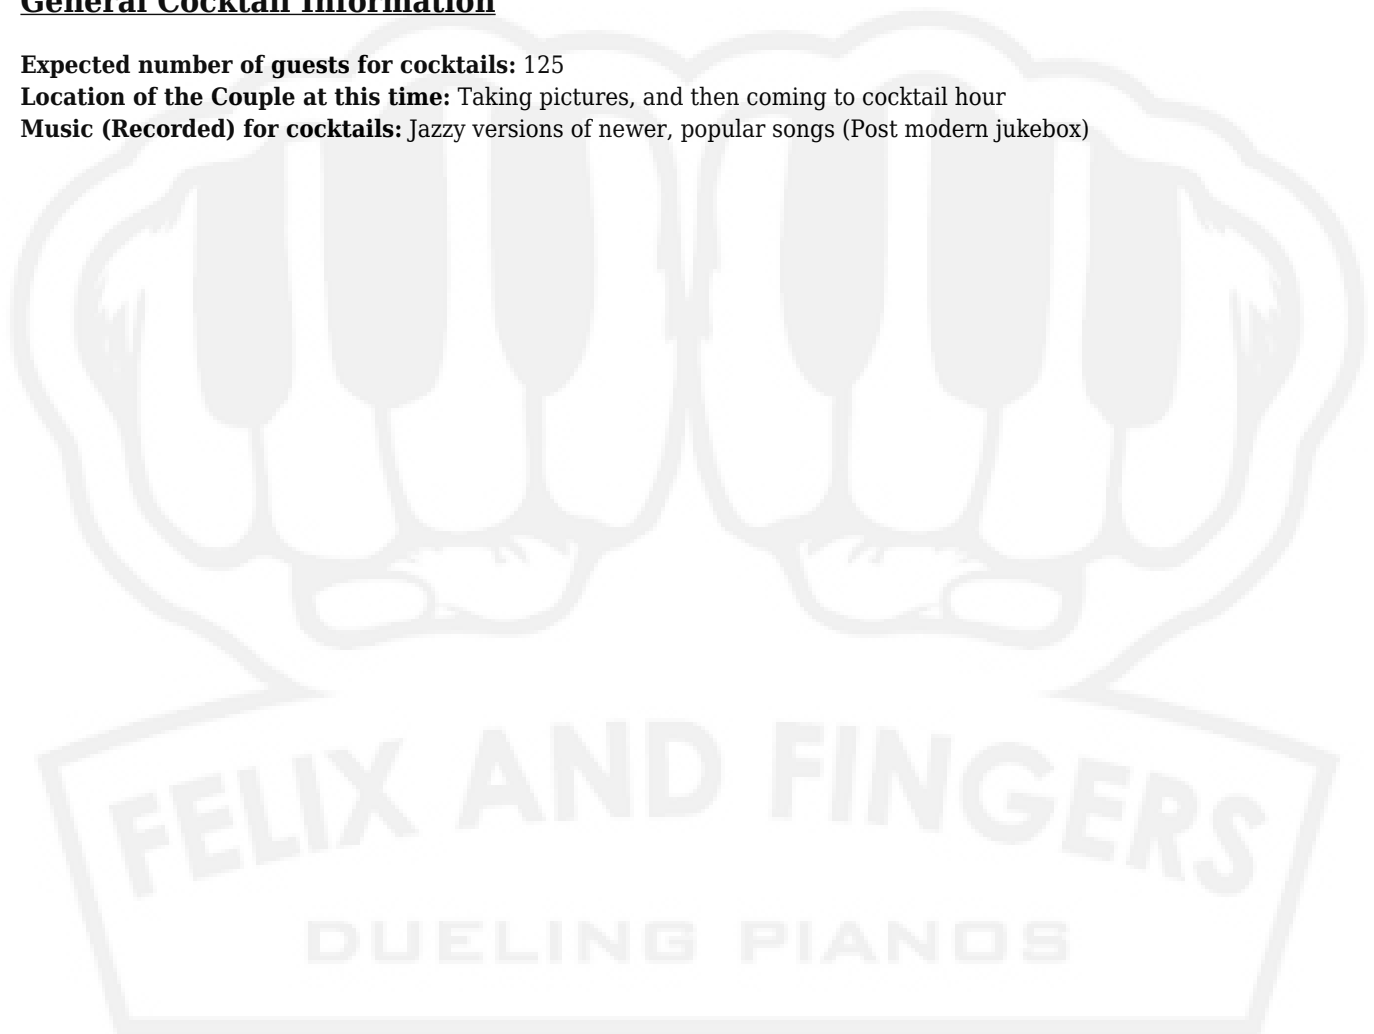 General Cocktail Information
Expected number of guests for cocktails: 125
Location of the Couple at this time: Taking pictures, and then coming to cocktail hour
Music (Recorded) for cocktails: Jazzy versions of newer, popular songs (Post modern jukebox)
FELIX AND FINGERS
DUELING PIANOS